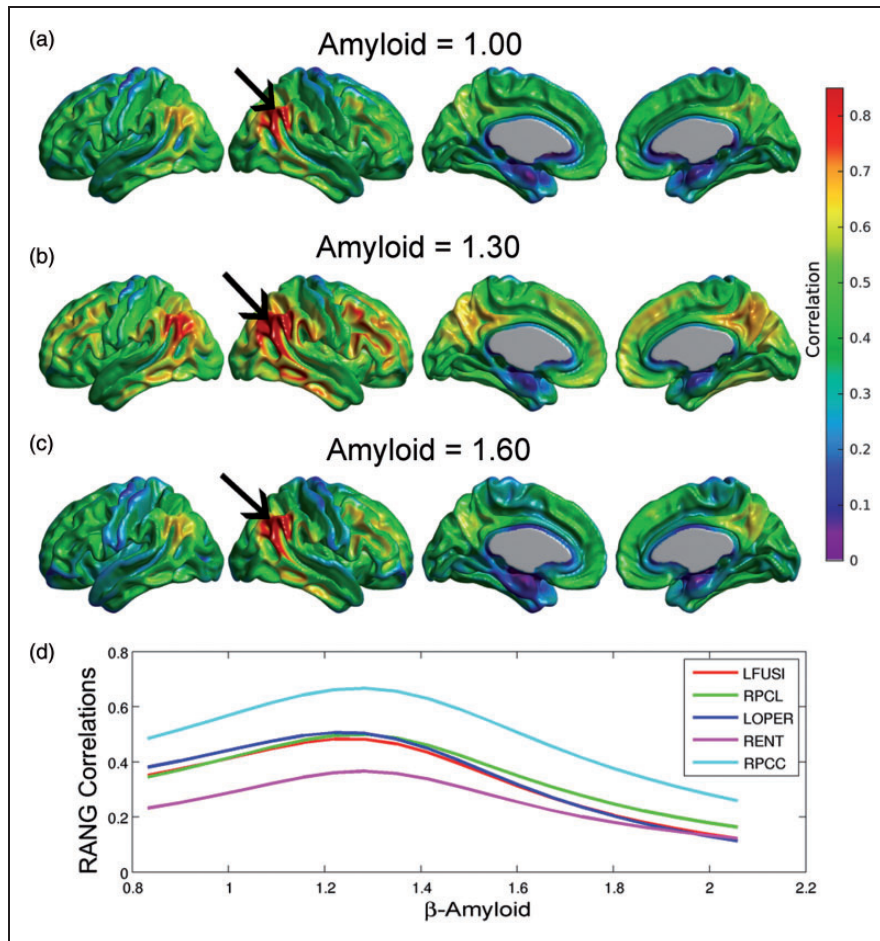 (a)
Amyloid = 1.00
(b)
Amyloid = 1.30
(c)
Amyloid = 1.60
0.8
0.7
0.6
0.5
0.4
0.3
0.2
0.1
0
Correlation
(d)
RANG Correlations
0.8
0.6
0.4
0.2
0
0.8
1
1.2
1.4
1.6
1.8
2
2.2
β-Amyloid
LFUSI
RPCL
LOPER
RENT
RPCC